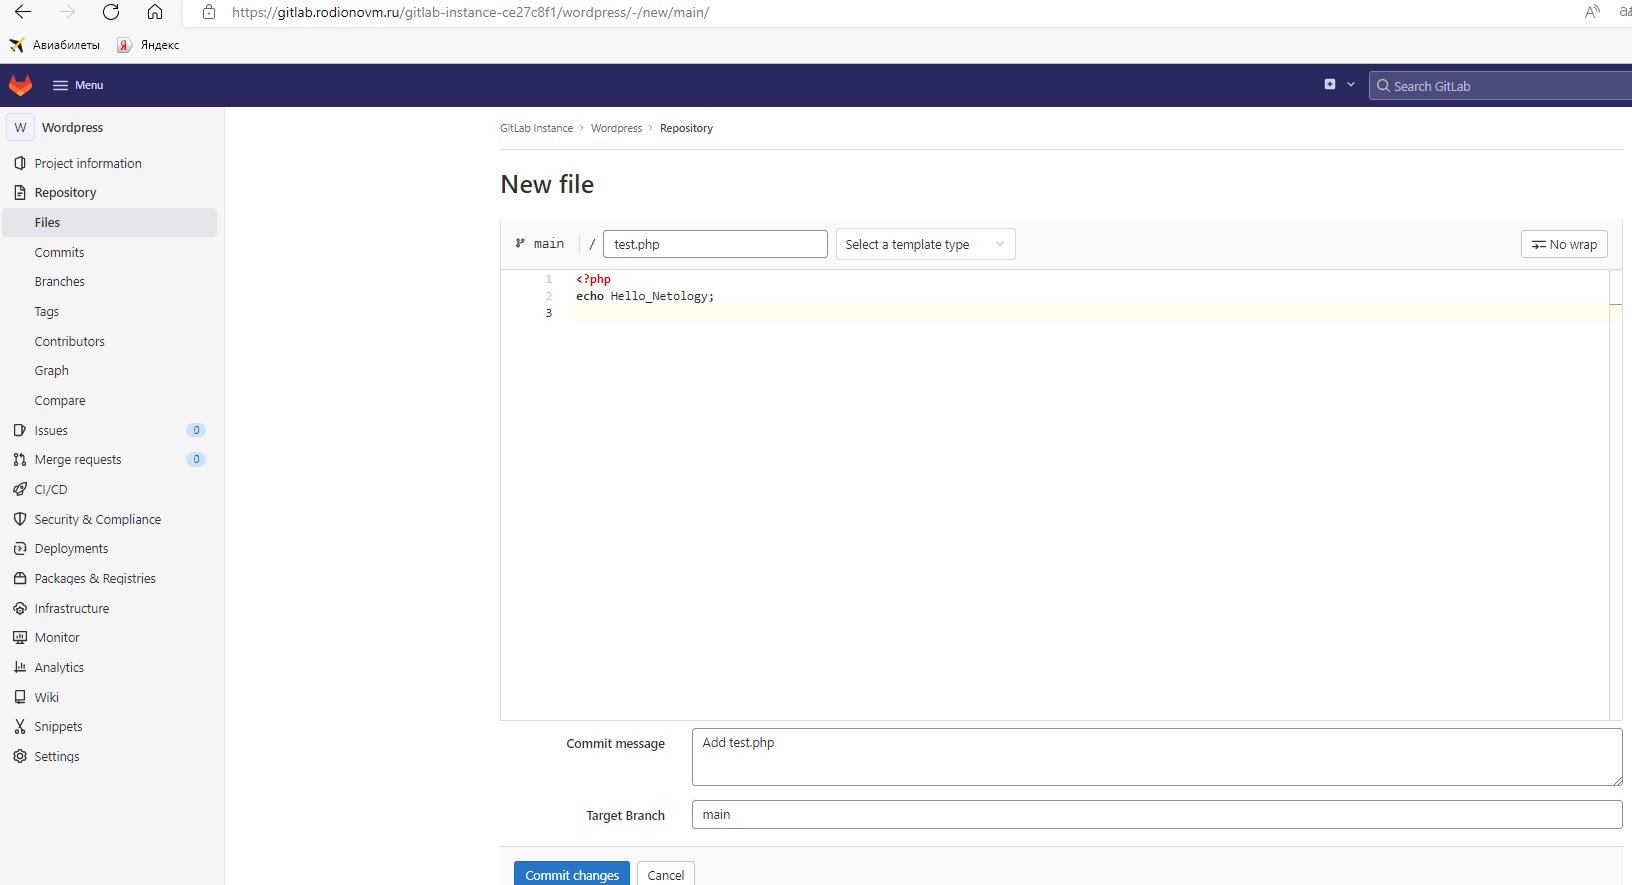 https://gitlab.rodionovm.ru/gitlab-instance-ce27c8f1/wordpress/-/new/main/
Авиабилеты Я Яндекс
Menu Search GitLab
W Wordpress
Project information
Repository
Files
Commits
Branches
Tags
Contributors
Graph
Compare
Issues 0
Merge requests 0
CI/CD
Security & Compliance
Deployments
Packages & Registries
Infrastructure
Monitor
Analytics
Wiki
Snippets
Settings
GitLab Instance > Wordpress > Repository
New file
main / test.php Select a template type No wrap
1 <?php
2 echo Hello_Netology;
3
Commit message Add test.php
Target Branch main
Commit changes Cancel